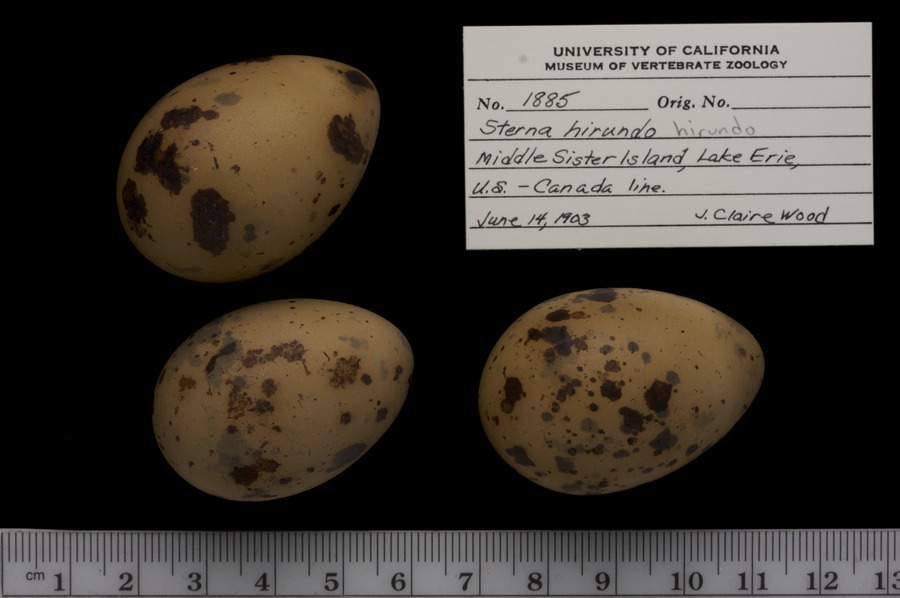 UNIVERSITY OF CALIFORNIA
MUSEUM OF VERTEBRATE ZOOLOGY
No. 1885 Orig. No.
Sterna hirundo hirundo
Middle Sister Island, Lake Erie,
U.S. - Canada line.
June 14, 1903 J. Claire Wood
cm 1 2 3 4 5 6 7 8 9 10 11 12 13